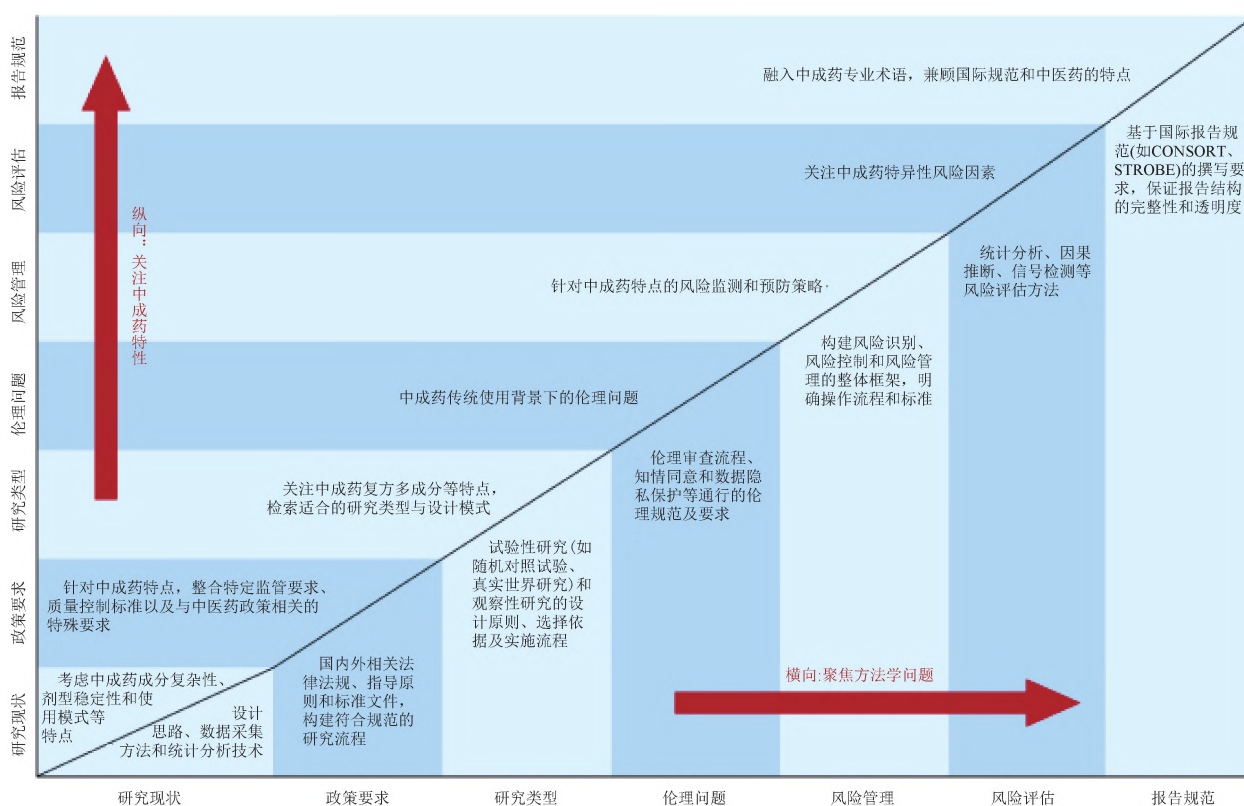 报告规范
风险评估
风险管理
伦理问题
研究类型
政策要求
研究现状
纵向：关注中成药特性
融入中成药专业术语，兼顾国际规范和中医药的特点
基于国际报告规
范(如CONSORT、
STROBE)的撰写要
求，保证报告结构
的完整性和透明度
关注中成药特异性风险因素
统计分析、因果
推断、信号检测等
风险评估方法
针对中成药特点的风险监测和预防策略
构建风险识别、
风险控制和风险管
理的整体框架，明
确操作流程和标准
中成药传统使用背景下的伦理问题
伦理审查流程、
知情同意和数据隐
私保护等通行的伦
理规范及要求
关注中成药复方多成分等特点，
检索适合的研究类型与设计模式
试验性研究(如
随机对照试验、
真实世界研究)和
观察性研究的设
计原则、选择依
据及实施流程
针对中成药特点，整合特定监管要求、
质量控制标准以及与中医药政策相关的
特殊要求
国内外相关法
律法规、指导原
则和标准文件，
构建符合规范的
研究流程
考虑中成药成分复杂性、
剂型稳定性和使
用模式等
特点
设计
思路、数据采集
方法和统计分析技术
横向:聚焦方法学问题
研究现状
政策要求
研究类型
伦理问题
风险管理
风险评估
报告规范